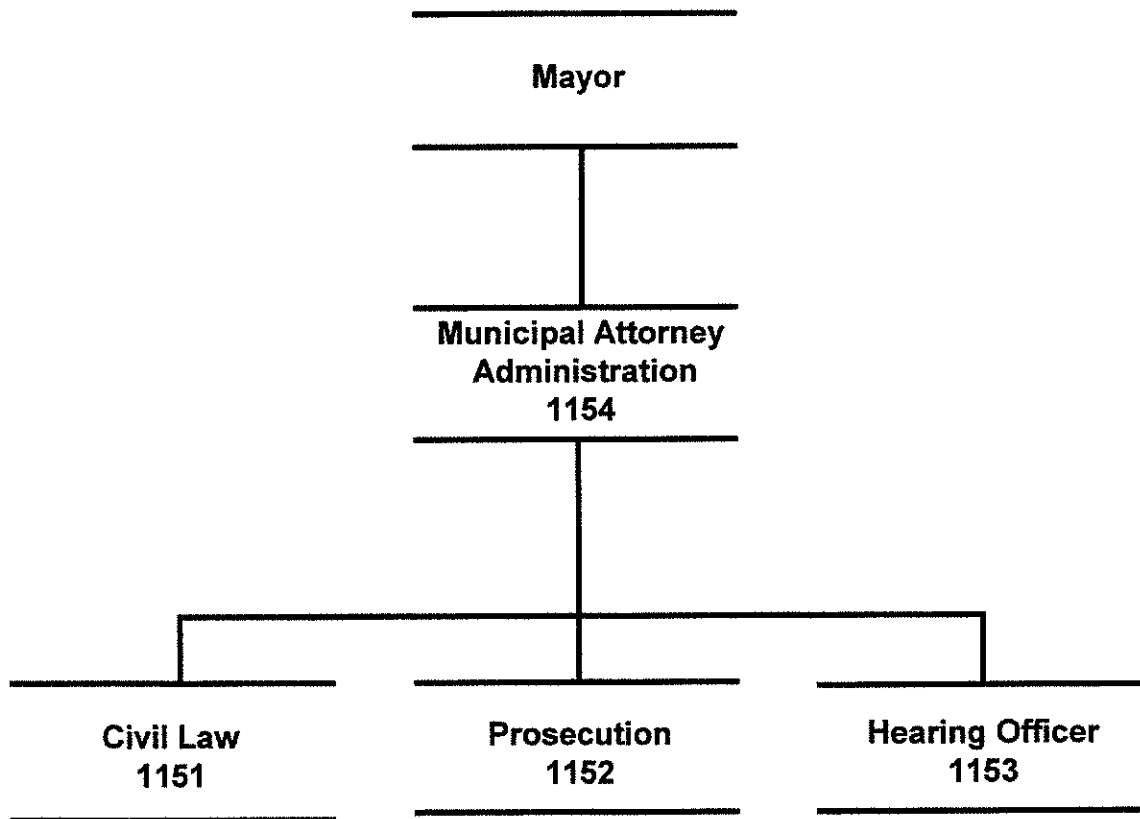 Mayor
Municipal Attorney
Administration
1154
Civil Law
1151
Prosecution
1152
Hearing Officer
1153